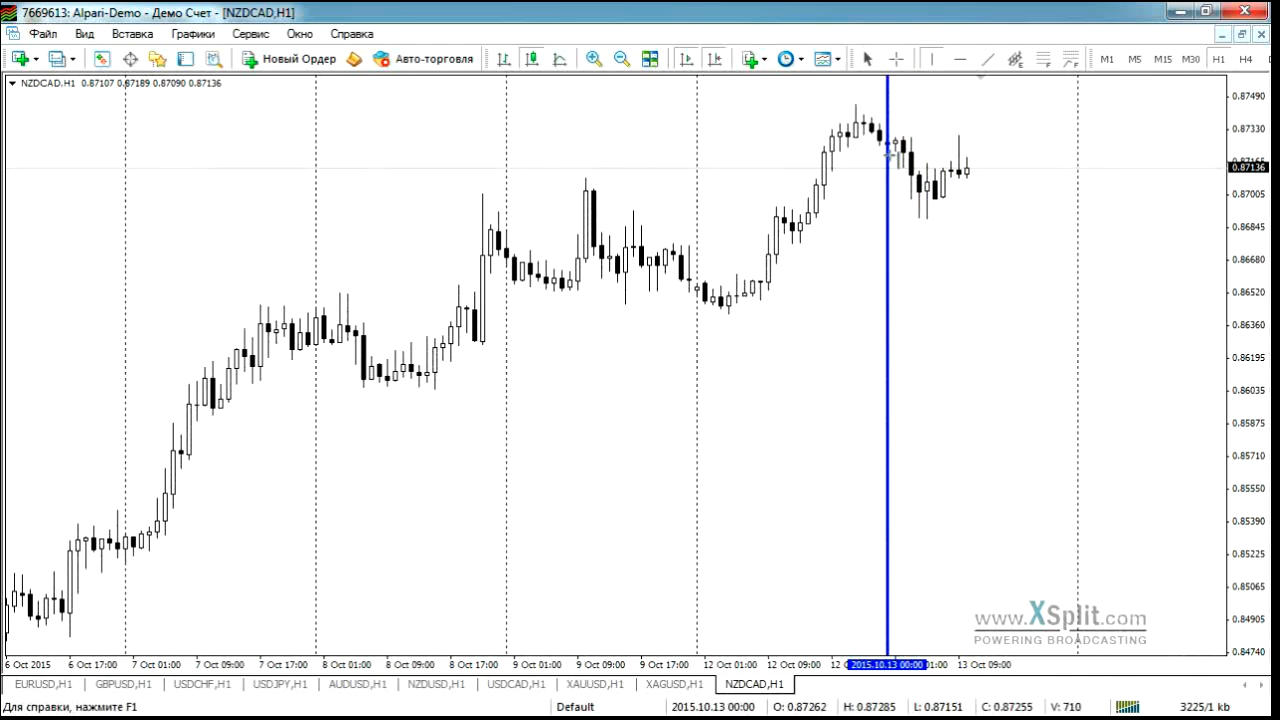 7669613: Alpari-Demo - Демо Счет - [NZDCAD,H1]
Файл Вид Вставка Графики Сервис Окно Справка
Новый Ордер Авто-торговля M1 M5 M15 M30 H1 H4
NZDCAD.H1 0.87107 0.87189 0.87090 0.87136
0.87490
0.87330
0.87136
0.87005
0.86845
0.86680
0.86520
0.86360
0.86195
0.86035
0.85875
0.85710
0.85550
0.85390
0.85225
0.85065
0.84905
0.84740
www.XSplit.com
POWERING BROADCASTING
6 Oct 2015 6 Oct 17:00 7 Oct 01:00 7 Oct 09:00 7 Oct 17:00 8 Oct 01:00 8 Oct 09:00 8 Oct 17:00 9 Oct 01:00 9 Oct 09:00 9 Oct 17:00 12 Oct 01:00 12 Oct 09:00 2015.10.13 00:00 13 Oct 09:00
EURUSD,H1 GBPUSD,H1 USDCHF,H1 USDJPY,H1 AUDUSD,H1 NZDUSD,H1 USDCAD,H1 XAUUSD,H1 XAGUSD,H1 NZDCAD,H1
Для справки, нажмите F1 Default 2015.10.13 00:00 O: 0.87262 H: 0.87285 L: 0.87151 C: 0.87255 V: 710 3225/1 kb